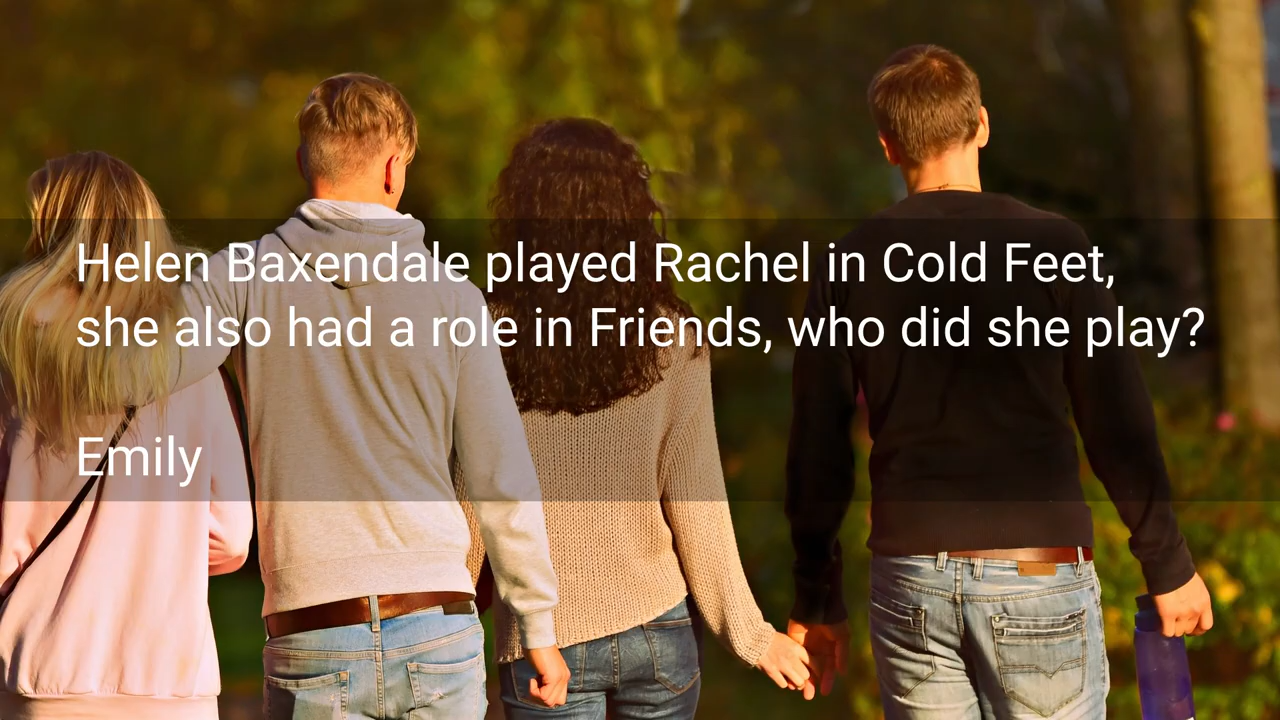 Helen Baxendale played Rachel in Cold Feet,
she also had a role in Friends, who did she play?
Emily